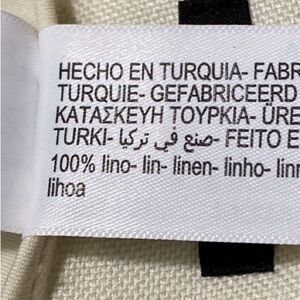 HECHO EN TURQUIA- FABR
TURQUIE- GEFABRICEERD
ΚΑΤΑΣΚΕΥΗ ΤΟΥΡΚΙΑ- ÜRE
TURKI- صنع في تركيا- FEITO E
100% lino- lin- linen- linho- linn
lihoa